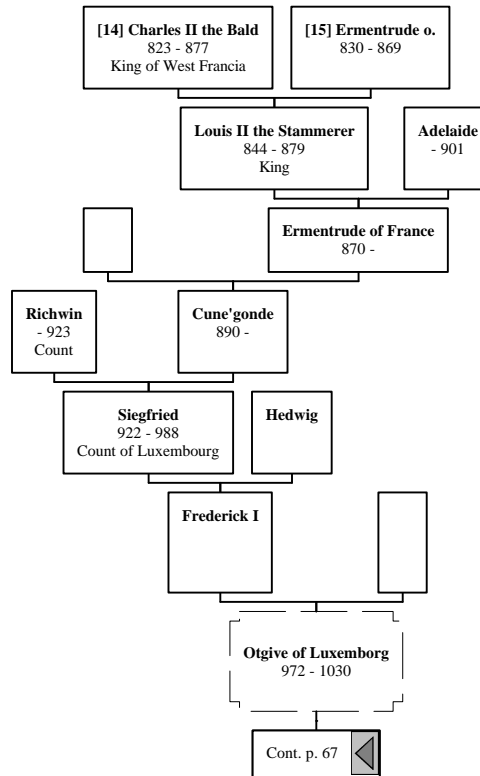 [14] Charles II the Bald
823 - 877
King of West Francia
[15] Ermentrude o.
830 - 869
Louis II the Stammerer
844 - 879
King
Adelaide
- 901
Ermentrude of France
870 -
Richwin
- 923
Count
Cune'gonde
890 -
Siegfried
922 - 988
Count of Luxembourg
Hedwig
Frederick I
Otgive of Luxemborg
972 - 1030
Cont. p. 67